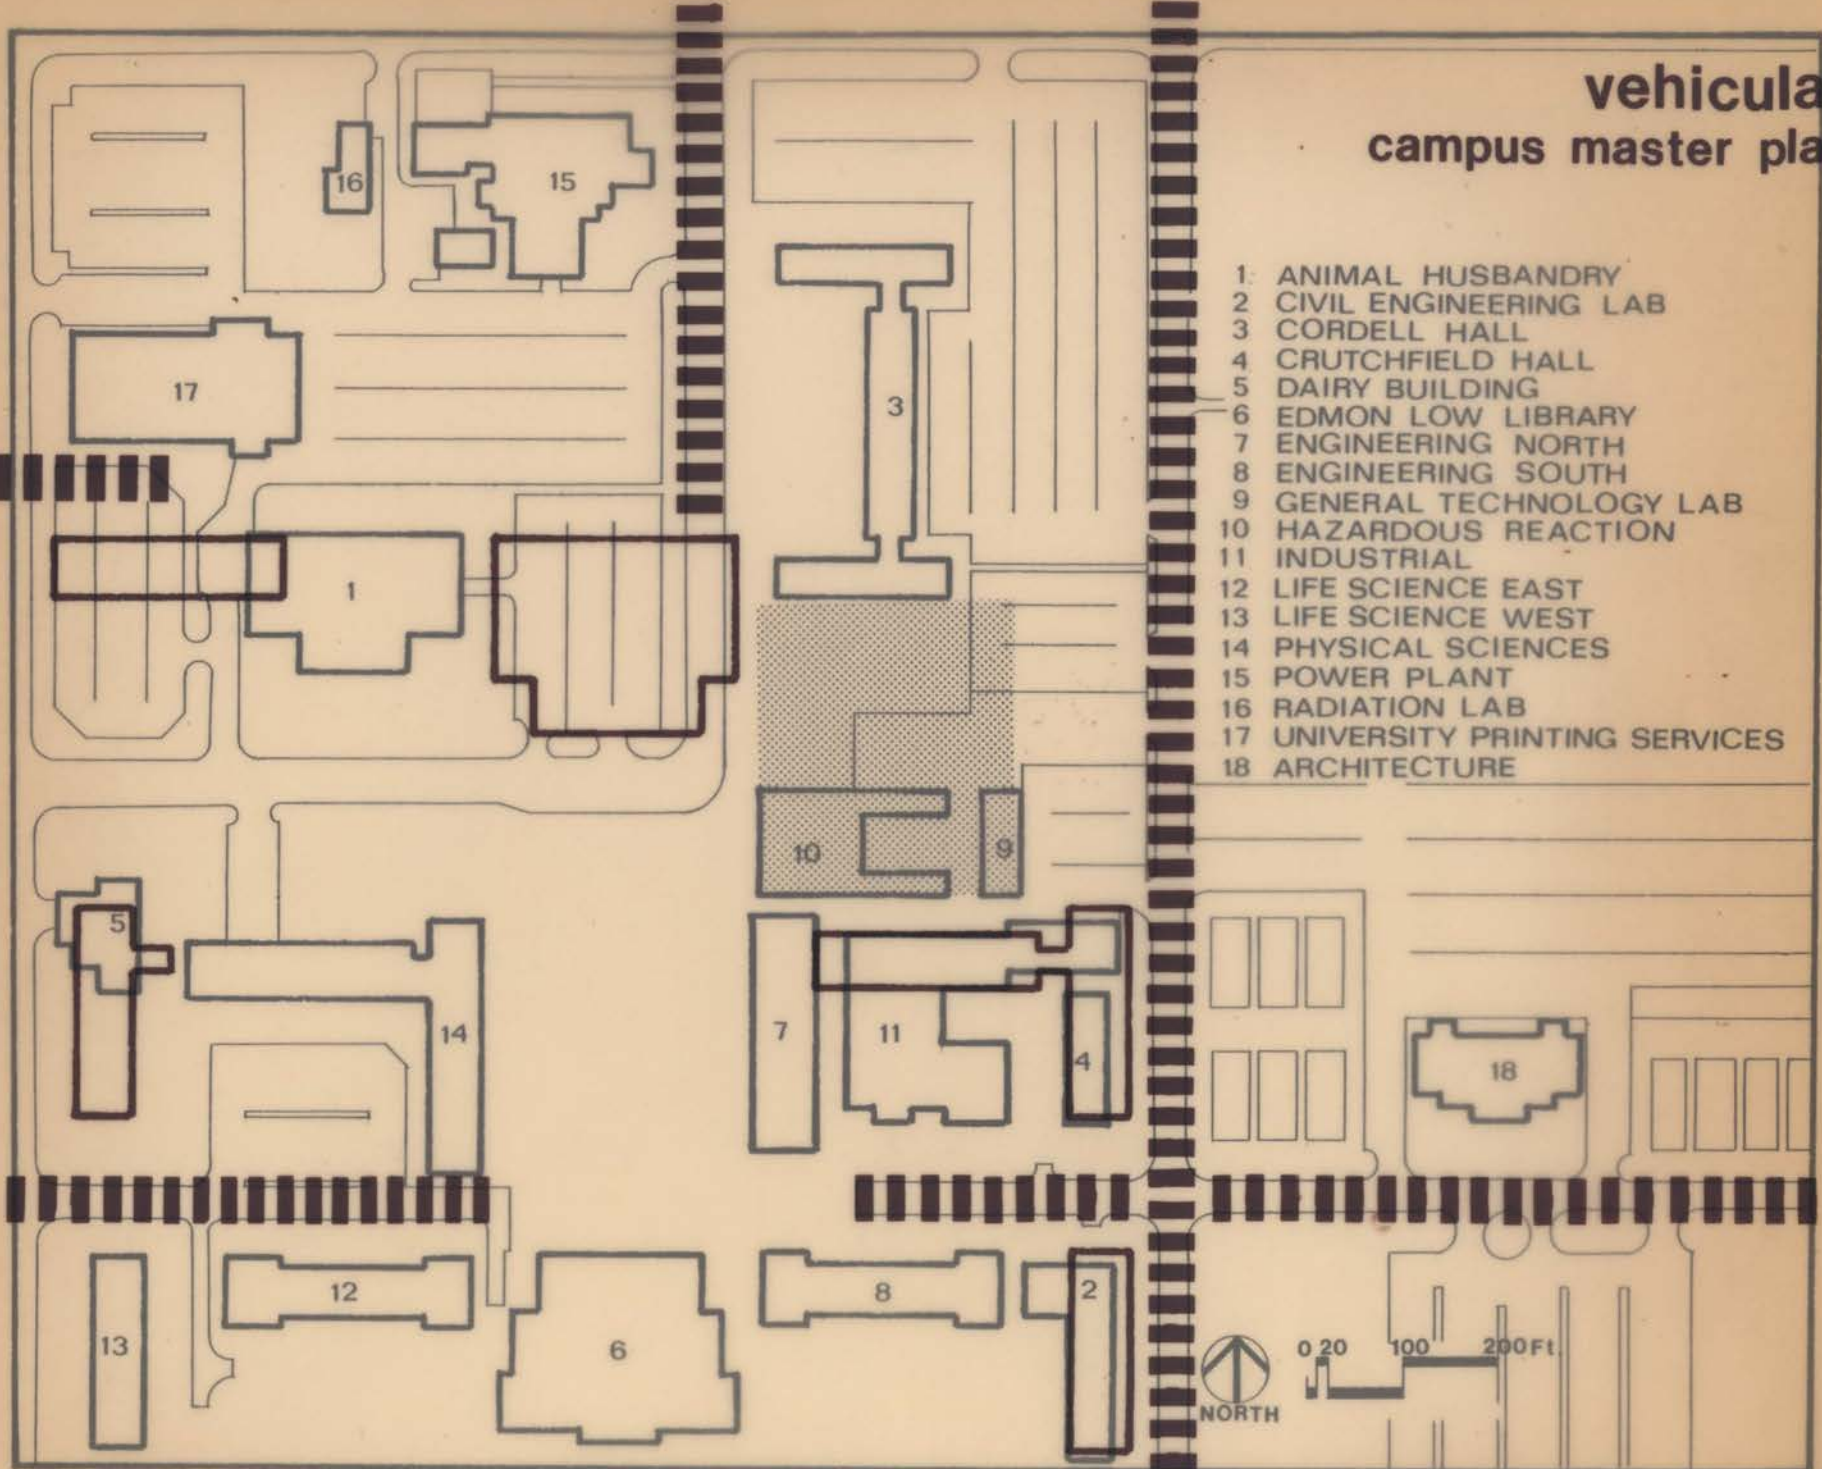 vehicula
campus master pla
1 ANIMAL HUSBANDRY
2 CIVIL ENGINEERING LAB
3 CORDELL HALL
4 CRUTCHFIELD HALL
5 DAIRY BUILDING
6 EDMON LOW LIBRARY
7 ENGINEERING NORTH
8 ENGINEERING SOUTH
9 GENERAL TECHNOLOGY LAB
10 HAZARDOUS REACTION
11 INDUSTRIAL
12 LIFE SCIENCE EAST
13 LIFE SCIENCE WEST
14 PHYSICAL SCIENCES
15 POWER PLANT
16 RADIATION LAB
17 UNIVERSITY PRINTING SERVICES
18 ARCHITECTURE
16
15
17
3
1
10
9
5
14
7
11
4
18
12
8
2
13
6
0 20 100 200Ft.
NORTH